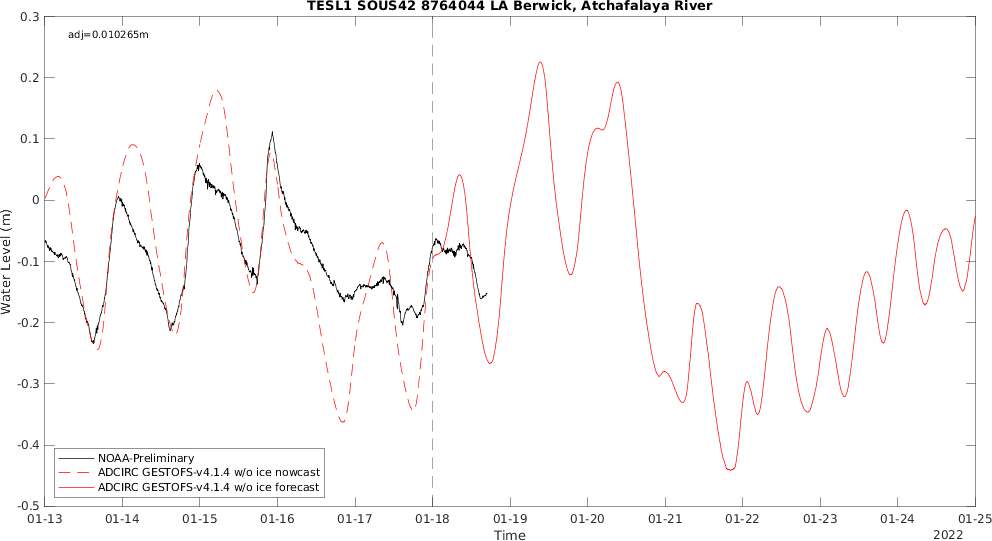 TESL1 SOUS42 8764044 LA Berwick, Atchafalaya River
adj=0.010265m
0.3
0.2
0.1
0
-0.1
-0.2
-0.3
-0.4
-0.5
Water Level (m)
NOAA-Preliminary
ADCIRC GESTOFS-v4.1.4 w/o ice nowcast
ADCIRC GESTOFS-v4.1.4 w/o ice forecast
01-13 01-14 01-15 01-16 01-17 01-18 01-19 01-20 01-21 01-22 01-23 01-24 01-25
Time
2022